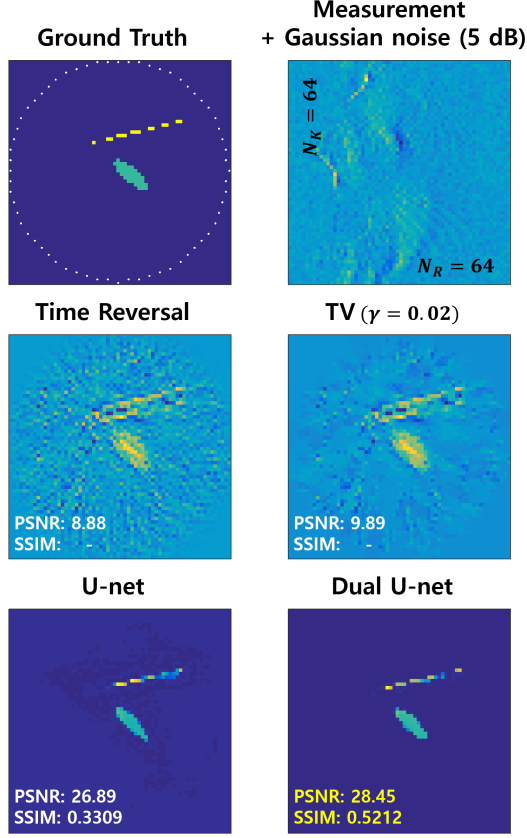 Ground Truth
Measurement
+ Gaussian noise (5 dB)
N_K = 64
N_R = 64
Time Reversal
TV (γ = 0.02)
PSNR: 8.88
SSIM: -
PSNR: 9.89
SSIM: -
U-net
Dual U-net
PSNR: 26.89
SSIM: 0.3309
PSNR: 28.45
SSIM: 0.5212